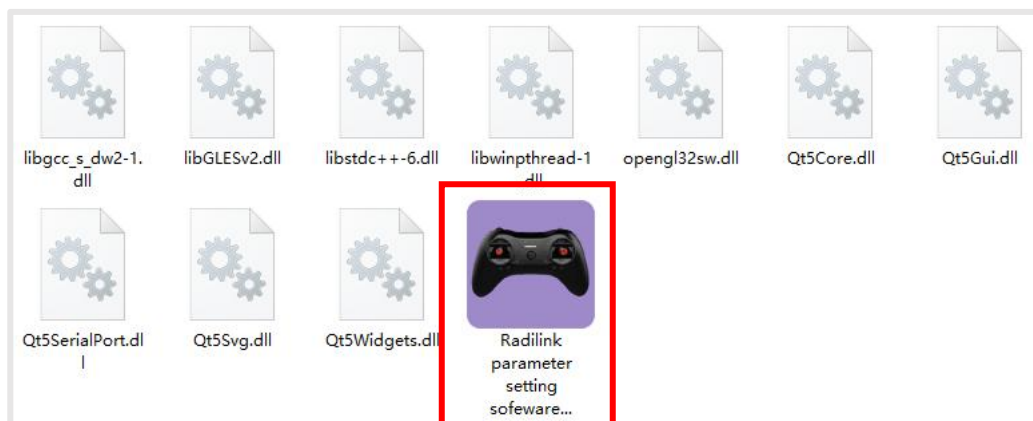 libgcc_s_dw2-1.
dll
libGLESv2.dll
libstdc++-6.dll
libwinpthread-1
.dll
opengl32sw.dll
Qt5Core.dll
Qt5Gui.dll
Qt5SerialPort.dl
l
Qt5Svg.dll
Qt5Widgets.dll
Radilink
parameter
setting
sofeware...